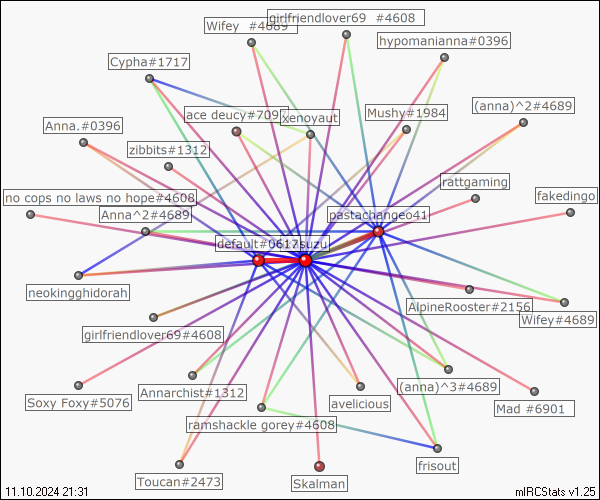 girlfriendlover69 #4608
Wifey #4689
hypomanianna#0396
Cypha#1717
(anna)^2#4689
ace deucy#709
xenoyaut
Mushy#1984
Anna.#0396
zibbits#1312
rattgaming
no cops no laws no hope#4608
fakedingo
Anna^2#4689
pastachangeo41
default#0617
suzu
neokingghidorah
AlpineRooster#2156
Wifey#4689
girlfriendlover69#4608
Annarchist#1312
(anna)^3#4689
Soxy Foxy#5076
avelicious
Mad #6901
ramshackle gorey#4608
frisout
Toucan#2473
Skalman
11.10.2024 21:31
mIRCStats v1.25